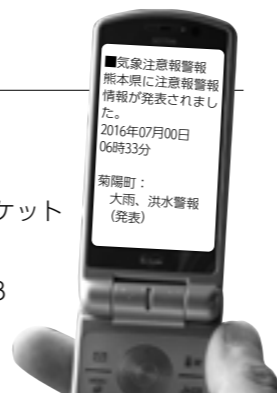 ■気象注意報警報
熊本県に注意報警報
情報が発表されまし
た。
2016年07月00日
06時33分
菊陽町：
大雨、洪水警報
（発表）
ケット